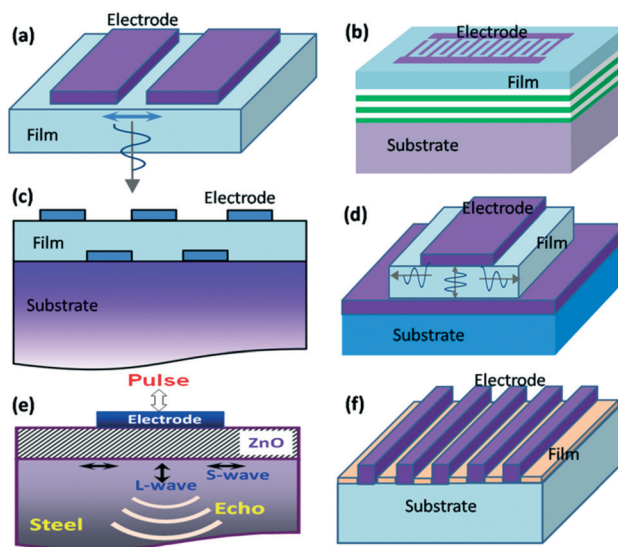 (a)
Electrode
Film
(b)
Electrode
Film
Substrate
(c)
Electrode
Film
Substrate
(d)
Electrode
Film
Substrate
(e)
Pulse
Electrode
ZnO
L-wave
S-wave
Steel
Echo
(f)
Electrode
Film
Substrate